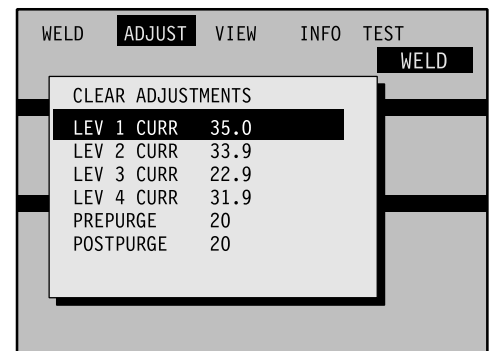 WELD ADJUST VIEW INFO TEST
WELD
CLEAR ADJUSTMENTS
LEV 1 CURR 35.0
LEV 2 CURR 33.9
LEV 3 CURR 22.9
LEV 4 CURR 31.9
PREPURGE 20
POSTPURGE 20